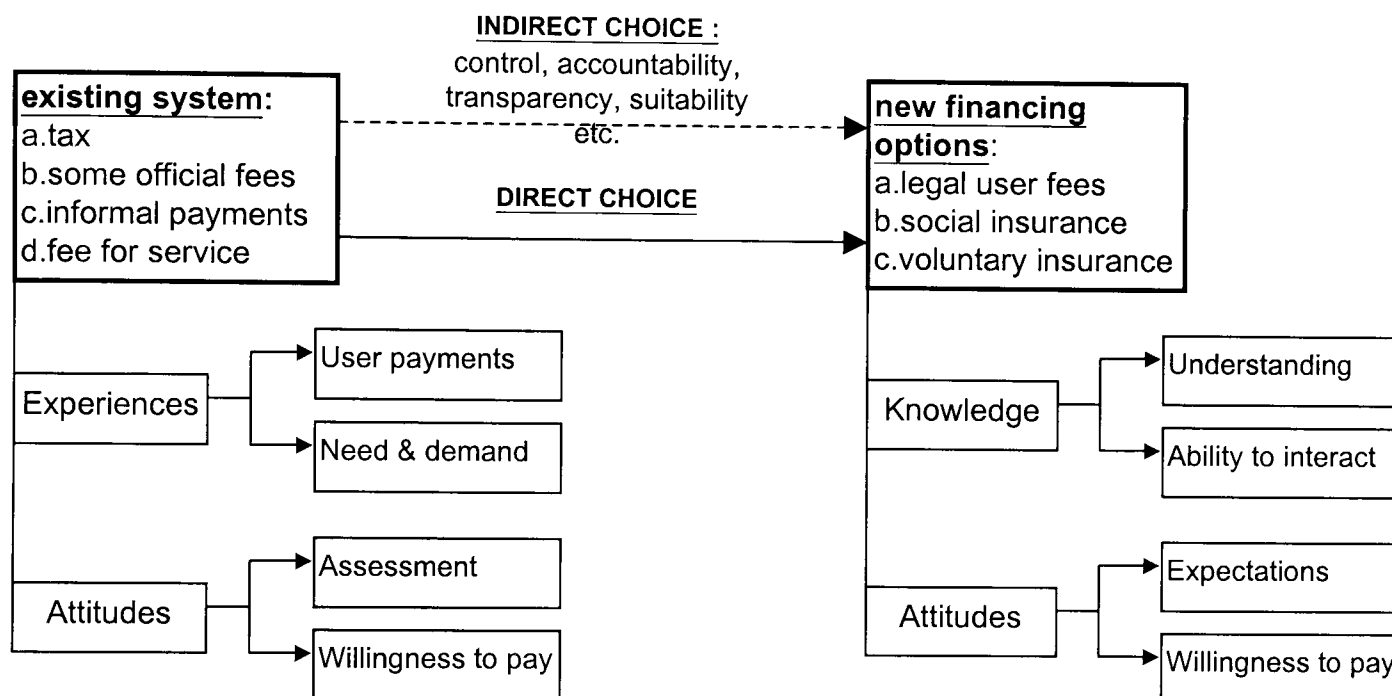 INDIRECT CHOICE :
control, accountability,
transparency, suitability
etc.
existing system:
a.tax
b.some official fees
c.informal payments
d.fee for service
DIRECT CHOICE
new financing
options:
a.legal user fees
b.social insurance
c.voluntary insurance
Experiences
User payments
Need & demand
Attitudes
Assessment
Willingness to pay
Knowledge
Understanding
Ability to interact
Attitudes
Expectations
Willingness to pay